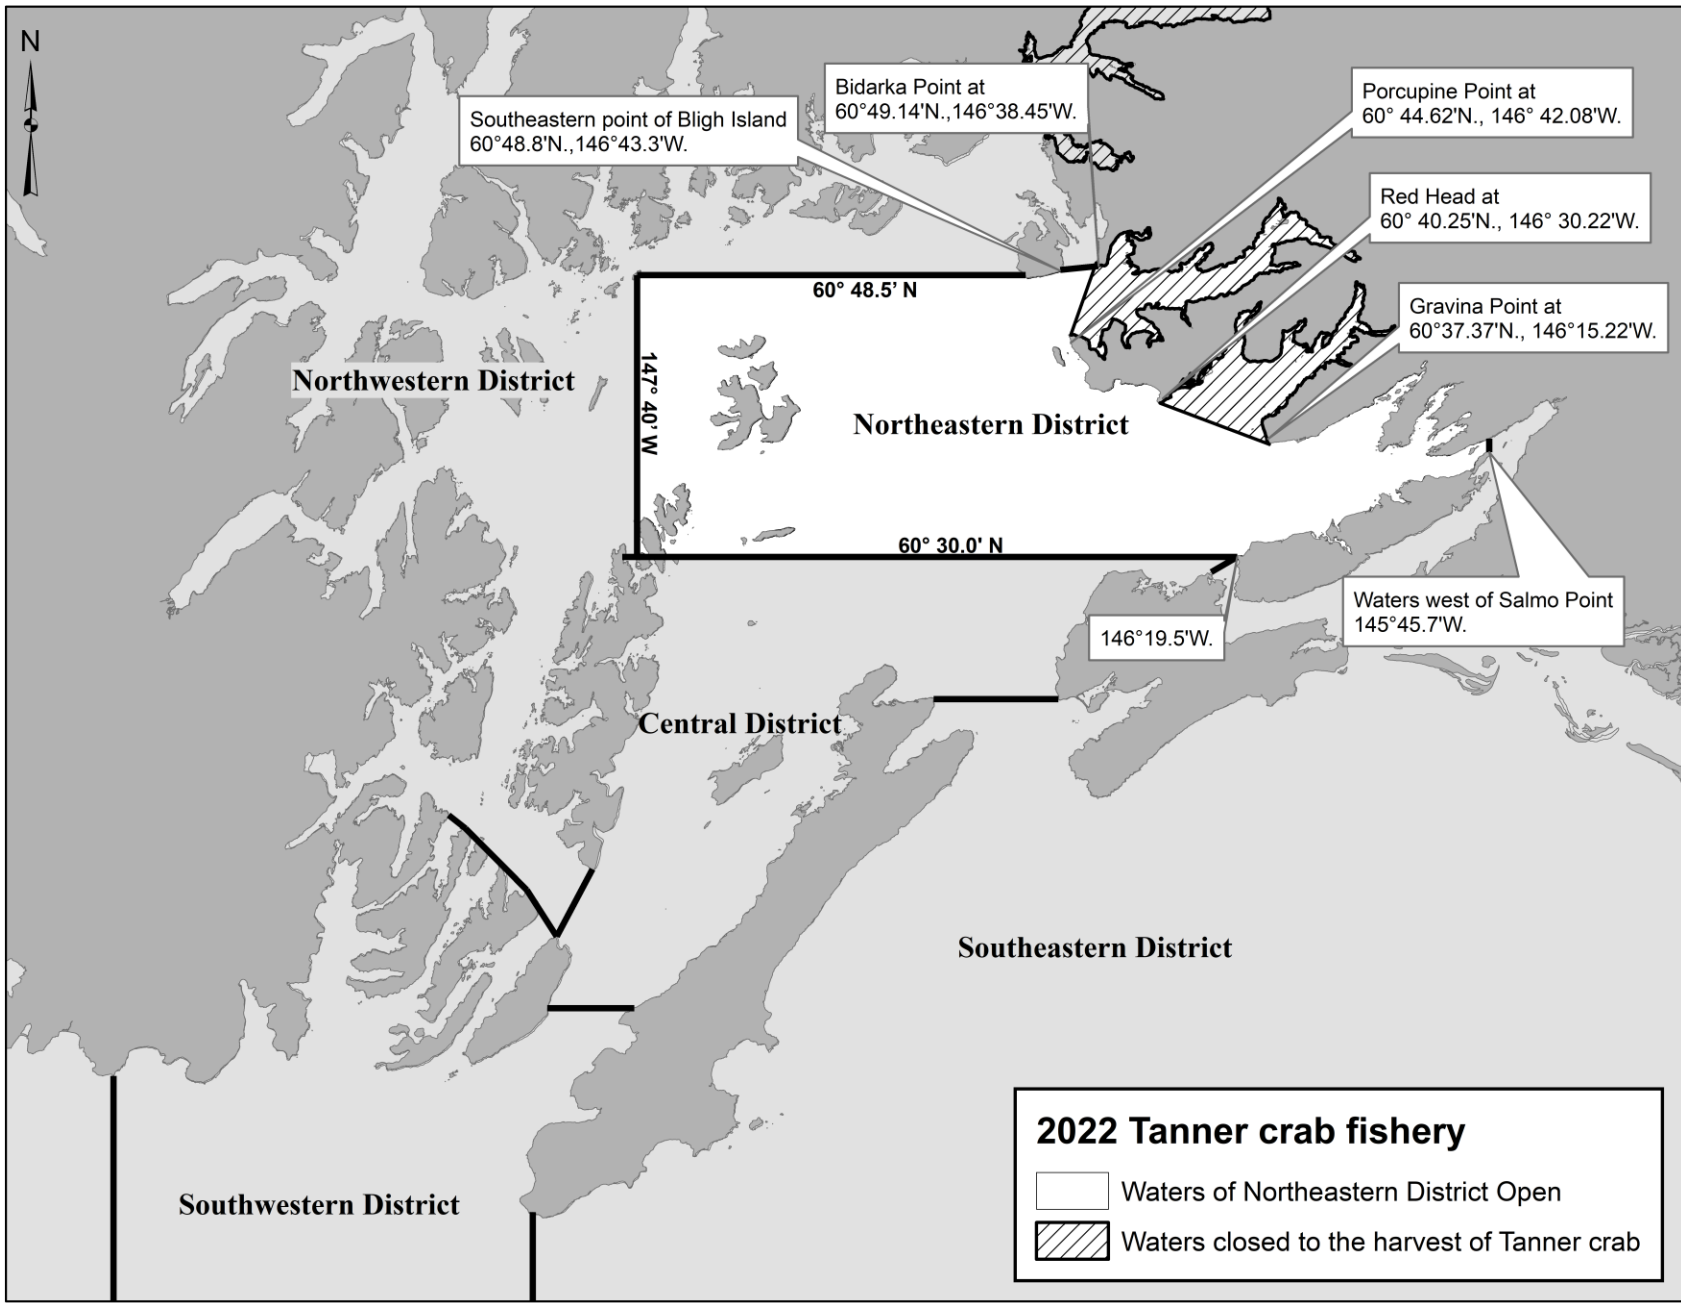 N
Bidarka Point at
60°49.14'N.,146°38.45'W.
Porcupine Point at
60° 44.62'N., 146° 42.08'W.
Southeastern point of Bligh Island
60°48.8'N.,146°43.3'W.
Red Head at
60° 40.25'N., 146° 30.22'W.
60° 48.5' N
Gravina Point at
60°37.37'N., 146°15.22'W.
147° 40' W
Northwestern District
Northeastern District
60° 30.0' N
Waters west of Salmo Point
145°45.7'W.
146°19.5'W.
Central District
Southeastern District
Southwestern District
2022 Tanner crab fishery
Waters of Northeastern District Open
Waters closed to the harvest of Tanner crab